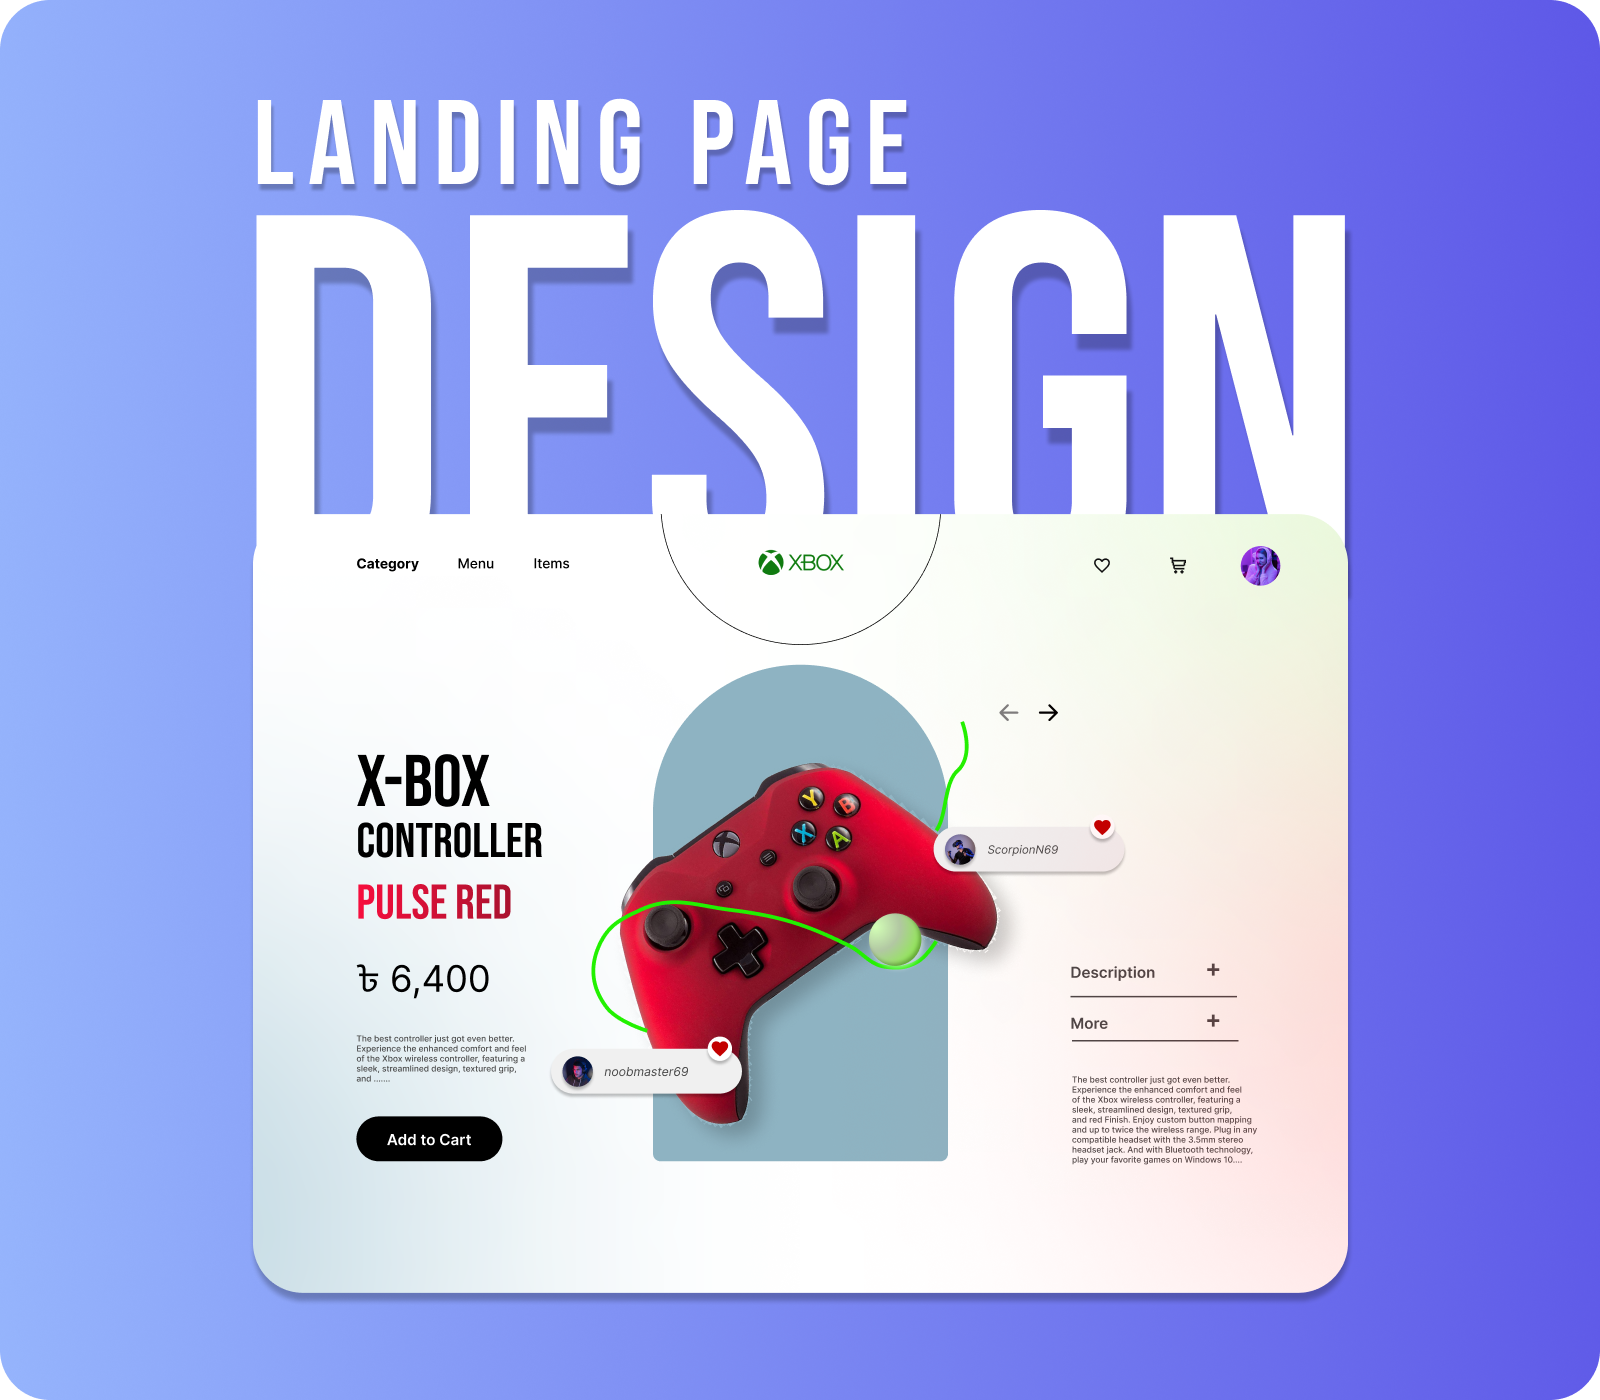 LANDING PAGE
DESIGN
Category
Menu
Items
XBOX
X-BOX
CONTROLLER
PULSE RED
৳ 6,400
The best controller just got even better.
Experience the enhanced comfort and feel
of the Xbox wireless controller, featuring a
sleek, streamlined design, textured grip,
and .......
Add to Cart
Y
B
X
A
ScorpionN69
noobmaster69
Description +
More +
The best controller just got even better.
Experience the enhanced comfort and feel
of the Xbox wireless controller, featuring a
sleek, streamlined design, textured grip,
and red Finish. Enjoy custom button mapping
and up to twice the wireless range. Plug in any
compatible headset with the 3.5mm stereo
headset jack. And with Bluetooth technology,
play your favorite games on Windows 10....